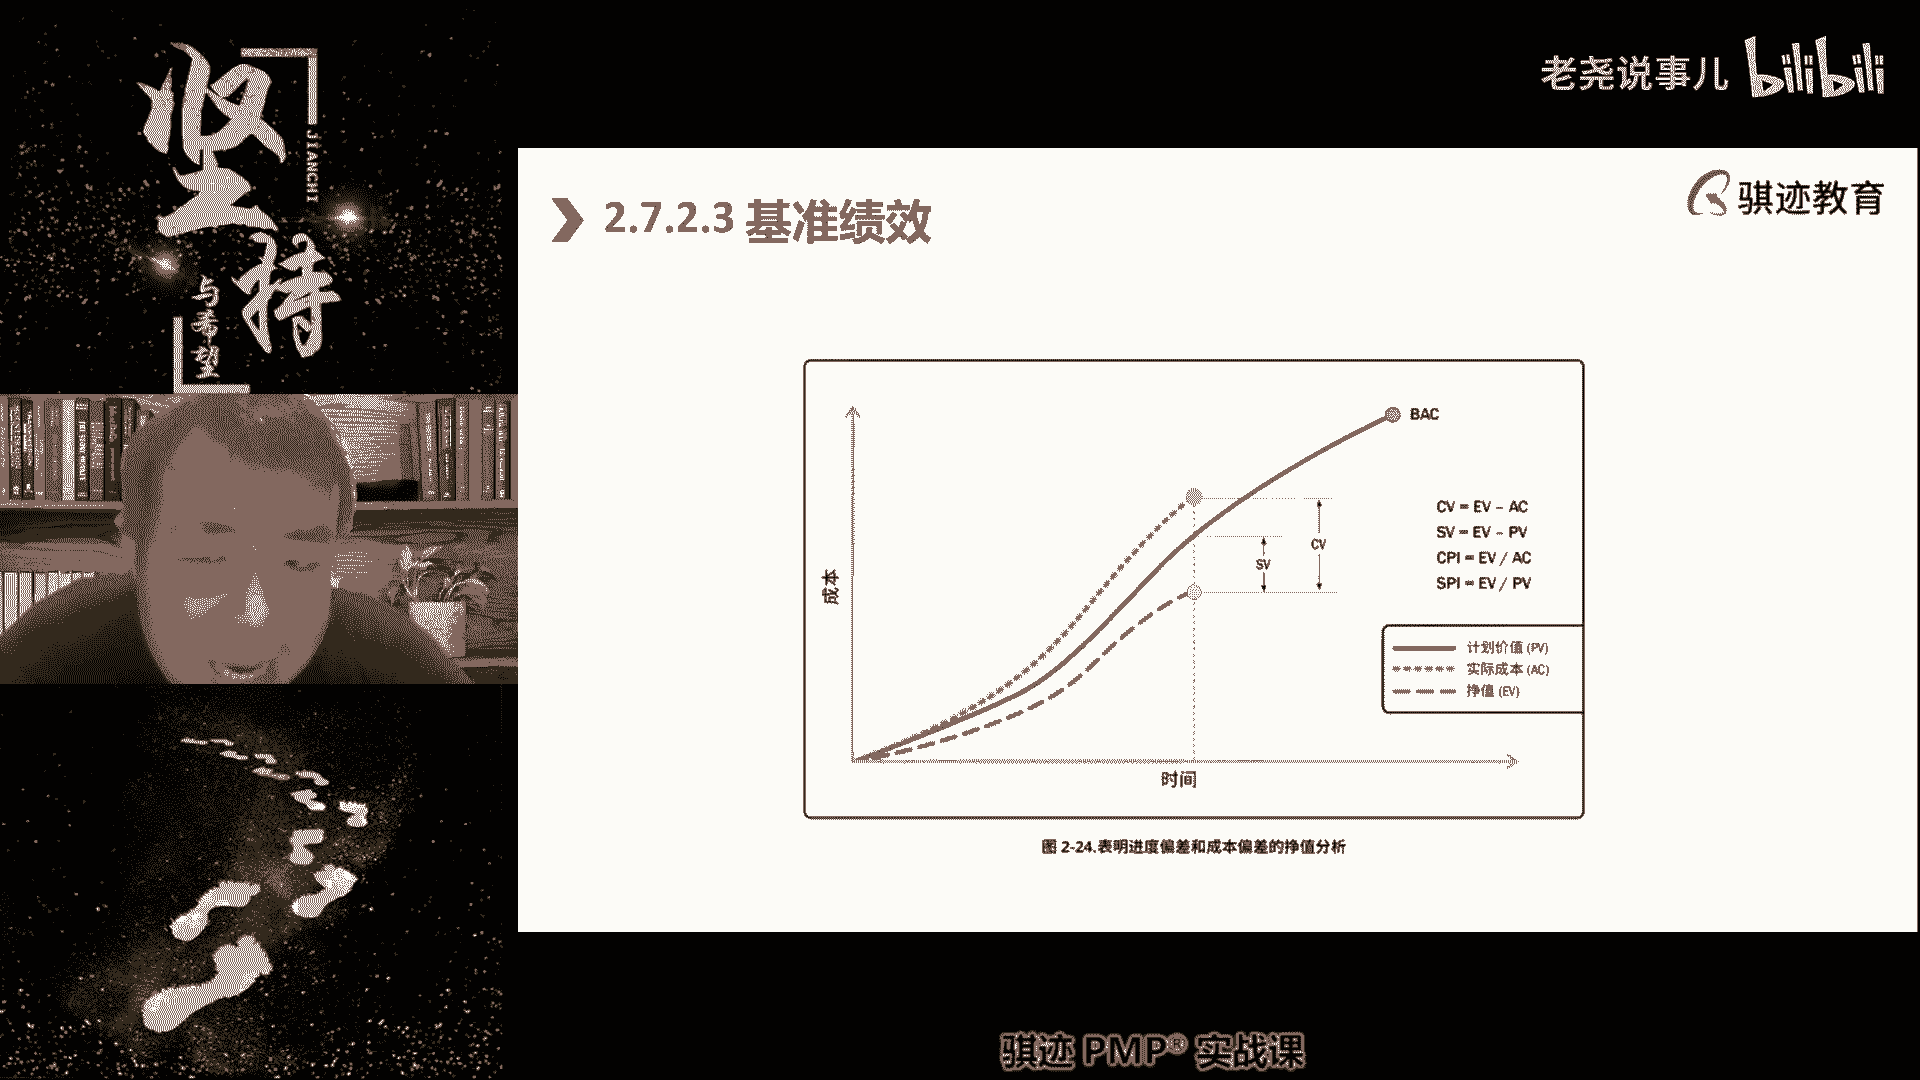 坚持
JIANCHI
与希望
老尧说事儿 bilibili
骐迹教育
2.7.2.3 基准绩效
BAC
CV = EV – AC
SV = EV – PV
CPI = EV / AC
SPI = EV / PV
CV
SV
成本
计划价值 (PV)
实际成本 (AC)
挣值 (EV)
时间
图 2-24.表明进度偏差和成本偏差的挣值分析
骐迹 PMP® 实战课